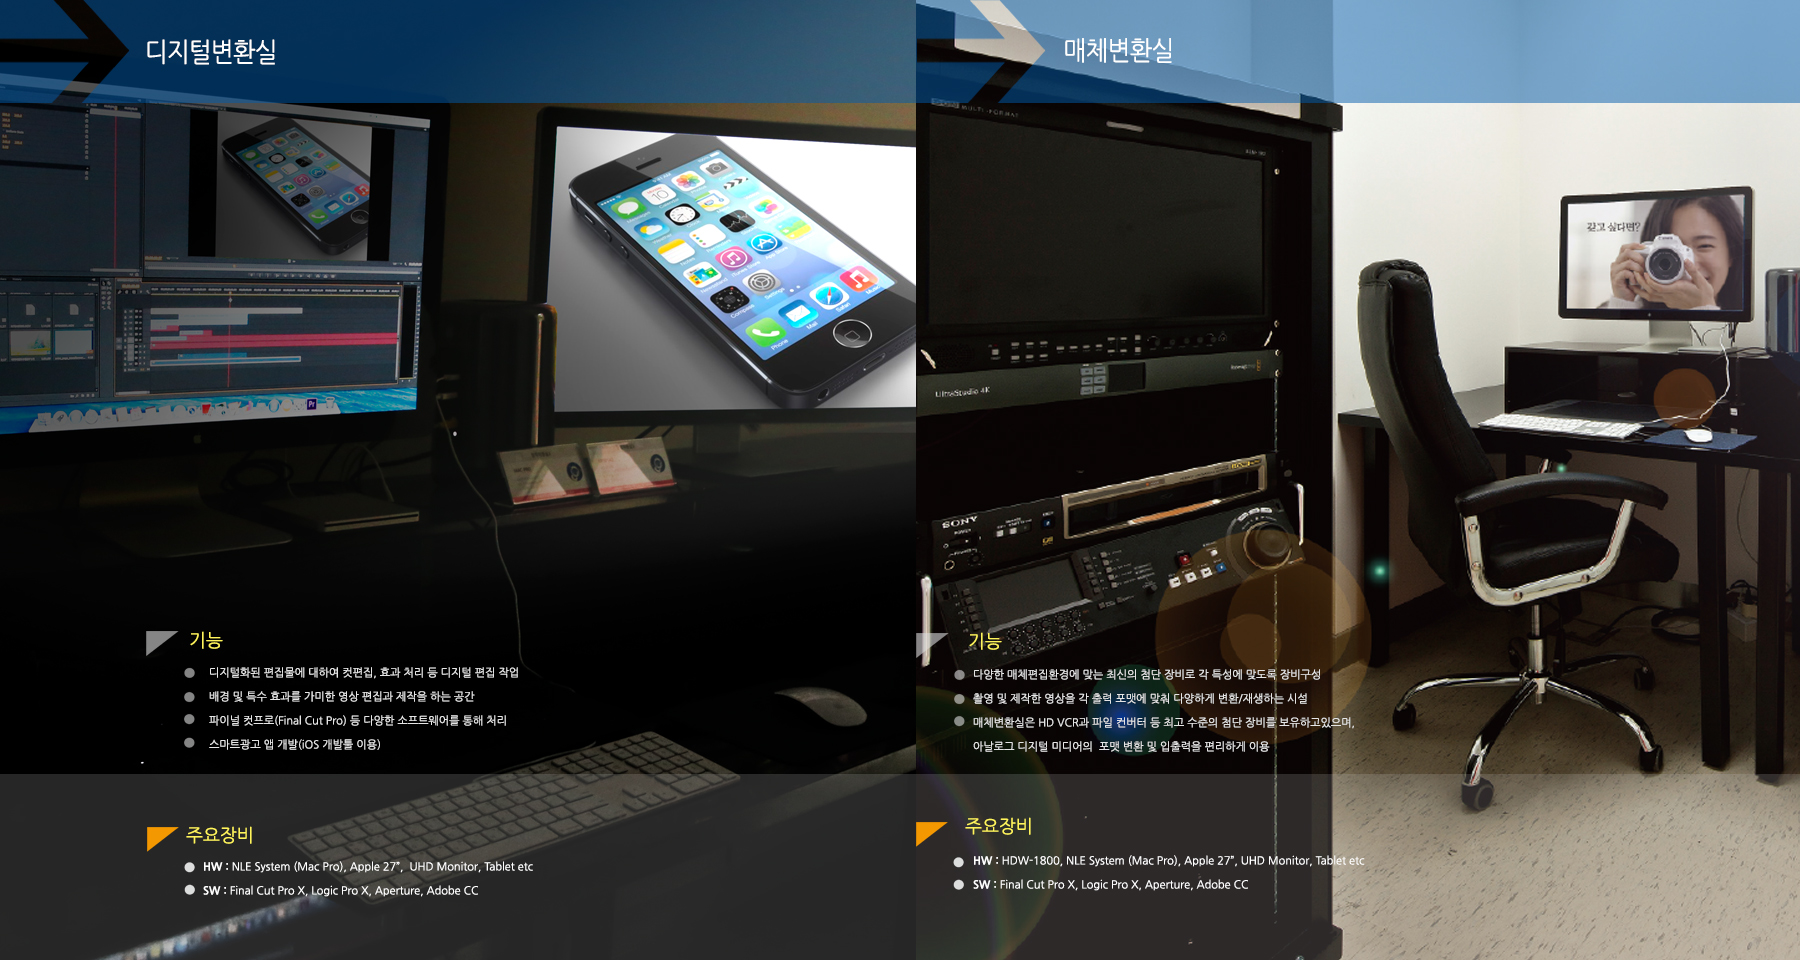 디지털변환실
기능
디지털화된 편집물에 대하여 컷편집, 효과 처리 등 디지털 편집 작업
배경 및 특수 효과를 가미한 영상 편집과 제작을 하는 공간
파이널 컷프로(Final Cut Pro) 등 다양한 소프트웨어를 통해 처리
스마트광고 앱 개발(iOS 개발툴 이용)
주요장비
HW : NLE System (Mac Pro), Apple 27", UHD Monitor, Tablet etc
SW : Final Cut Pro X, Logic Pro X, Aperture, Adobe CC
Phone
Mail
Safari
Music
Pr
매체변환실
MULTI-FORMAT
갖고 싶다면?
UltraStudio 4K
SONY
기능
다양한 매체편집환경에 맞는 최신의 첨단 장비로 각 특성에 맞도록 장비구성
촬영 및 제작한 영상을 각 출력 포맷에 맞춰 다양하게 변환/재생하는 시설
매체변환실은 HD VCR과 파일 컨버터 등 최고 수준의 첨단 장비를 보유하고있으며,
아날로그 디지털 미디어의 포맷 변환 및 입출력을 편리하게 이용
주요장비
HW : HDW-1800, NLE System (Mac Pro), Apple 27", UHD Monitor, Tablet etc
SW : Final Cut Pro X, Logic Pro X, Aperture, Adobe CC